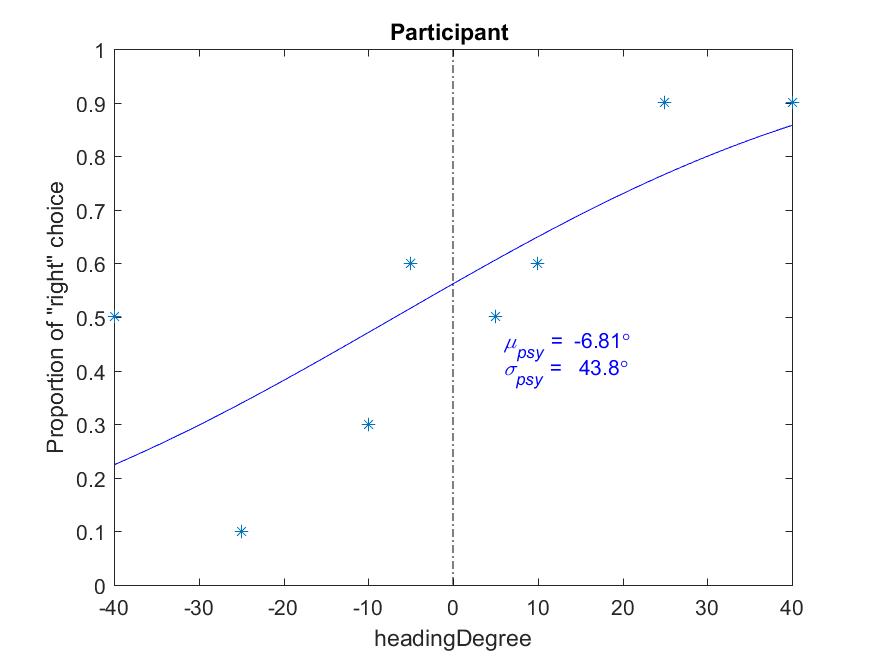 Participant
1
0.9
0.8
0.7
0.6
0.5
0.4
0.3
0.2
0.1
0
Proportion of "right" choice
μpsy = -6.81°
σpsy = 43.8°
-40 -30 -20 -10 0 10 20 30 40
headingDegree